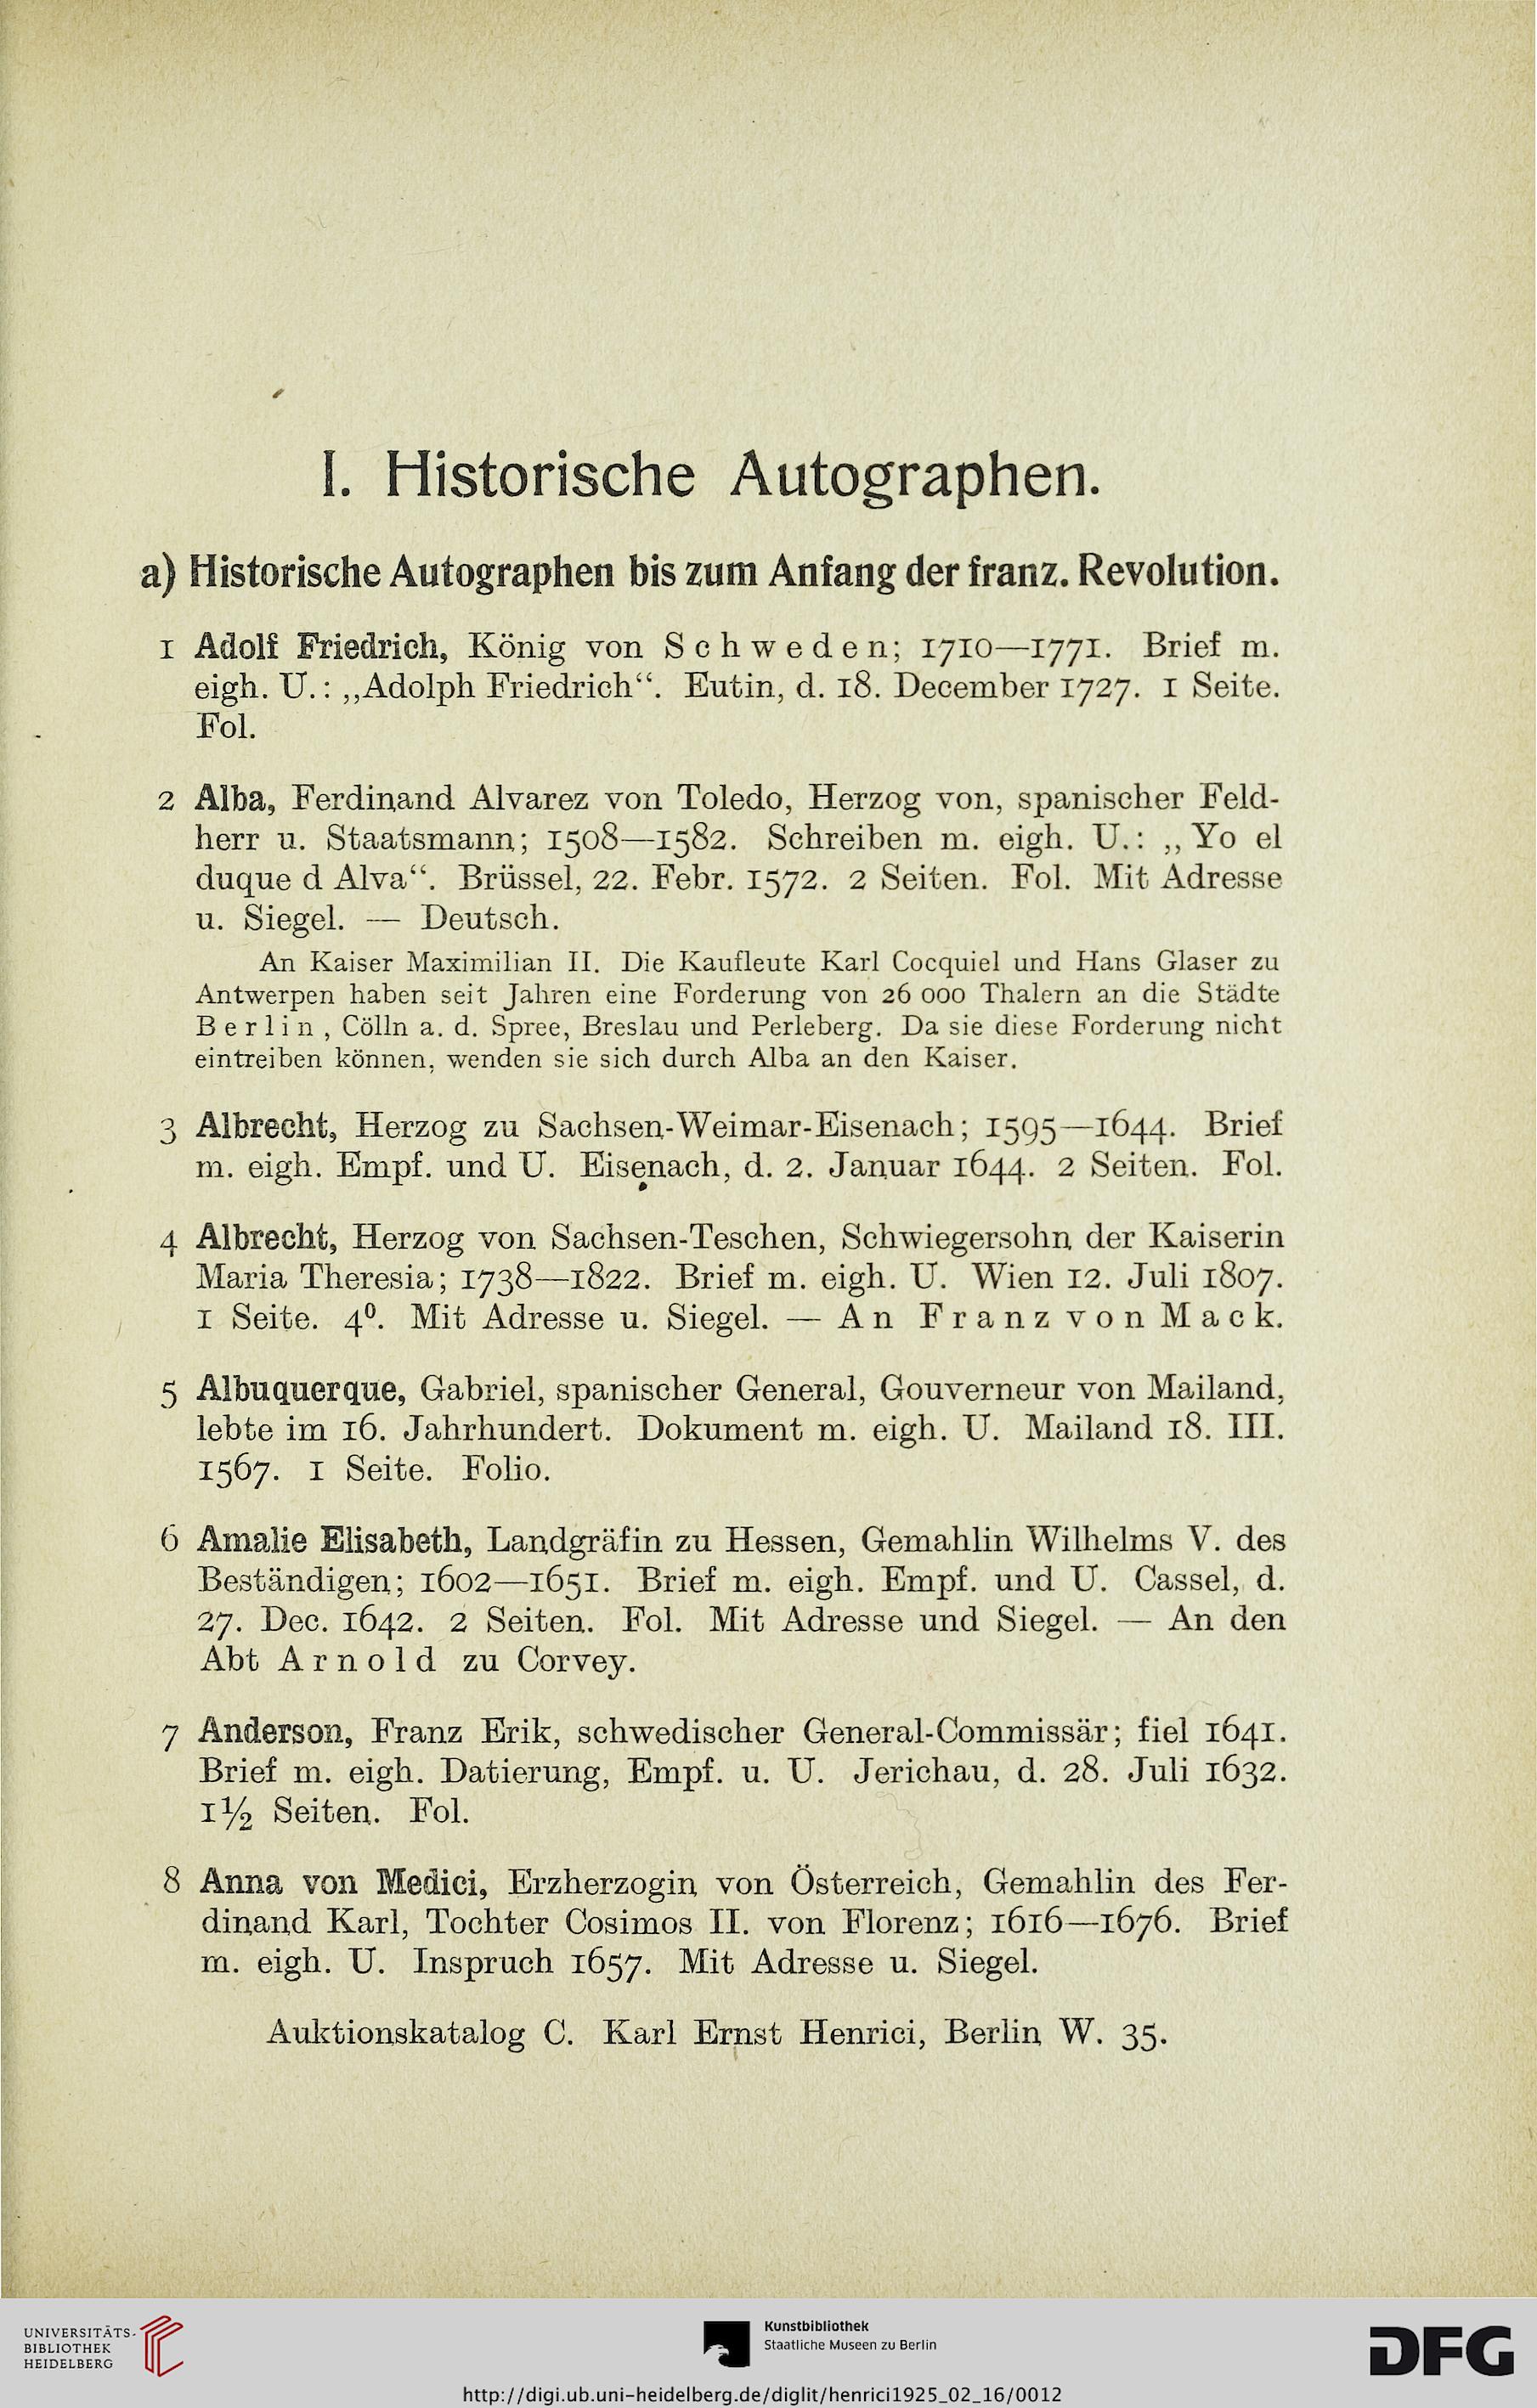 I. Historische Autographen.
a) Historische Autographen bis zum Anfang der franz. Revolution.
1 Adolf Friedrich, König von Schweden; 1710—1771. Brief m.
eigh. U.: „Adolph Friedrich“. Eutin, d. 18. December 1727. 1 Seite.
Fol.
2 Alba, Ferdinand Alvarez von Toledo, Herzog von, spanischer Feld-
herr u. Staatsmann; 1508—1582. Schreiben m. eigh. U.: „Yo el
duque d Alva“. Brüssel, 22. Febr. 1572. 2 Seiten. Fol. Mit Adresse
u. Siegel. — Deutsch.
An Kaiser Maximilian II. Die Kaufleute Karl Cocquiel und Hans Glaser zu
Antwerpen haben seit Jahren eine Forderung von 26 000 Thalern an die Städte
Berlin, Cölln a. d. Spree, Breslau und Perleberg. Da sie diese Forderung nicht
eintreiben können, wenden sie sich durch Alba an den Kaiser.
3 Albrecht, Herzog zu Sachsen-Weimar-Eisenach; 1595—1644. Brief
m. eigh. Empf. und U. Eisenach, d. 2. Januar 1644. 2 Seiten. Fol.
4 Albrecht, Herzog von Sachsen-Teschen, Schwiegersohn der Kaiserin
Maria Theresia; 1738—1822. Brief m. eigh. U. Wien 12. Juli 1807.
1 Seite. 4⁰. Mit Adresse u. Siegel. — An Franz von Mack.
5 Albuquerque, Gabriel, spanischer General, Gouverneur von Mailand,
lebte im 16. Jahrhundert. Dokument m. eigh. U. Mailand 18. III.
1567. 1 Seite. Folio.
6 Amalie Elisabeth, Landgräfin zu Hessen, Gemahlin Wilhelms V. des
Beständigen; 1602—1651. Brief m. eigh. Empf. und U. Cassel, d.
27. Dec. 1642. 2 Seiten. Fol. Mit Adresse und Siegel. — An den
Abt Arnold zu Corvey.
7 Anderson, Franz Erik, schwedischer General-Commissär; fiel 1641.
Brief m. eigh. Datierung, Empf. u. U. Jerichau, d. 28. Juli 1632.
1½ Seiten. Fol.
8 Anna von Medici, Erzherzogin von Österreich, Gemahlin des Fer-
dinand Karl, Tochter Cosimos II. von Florenz; 1616—1676. Brief
m. eigh. U. Inspruch 1657. Mit Adresse u. Siegel.
Auktionskatalog C. Karl Ernst Henrici, Berlin W. 35.
UNIVERSITÄTS-
BIBLIOTHEK
HEIDELBERG
Kunstbibliothek
Staatliche Museen zu Berlin
DFG
http://digi.ub.uni-heidelberg.de/diglit/henrici1925_02_16/0012